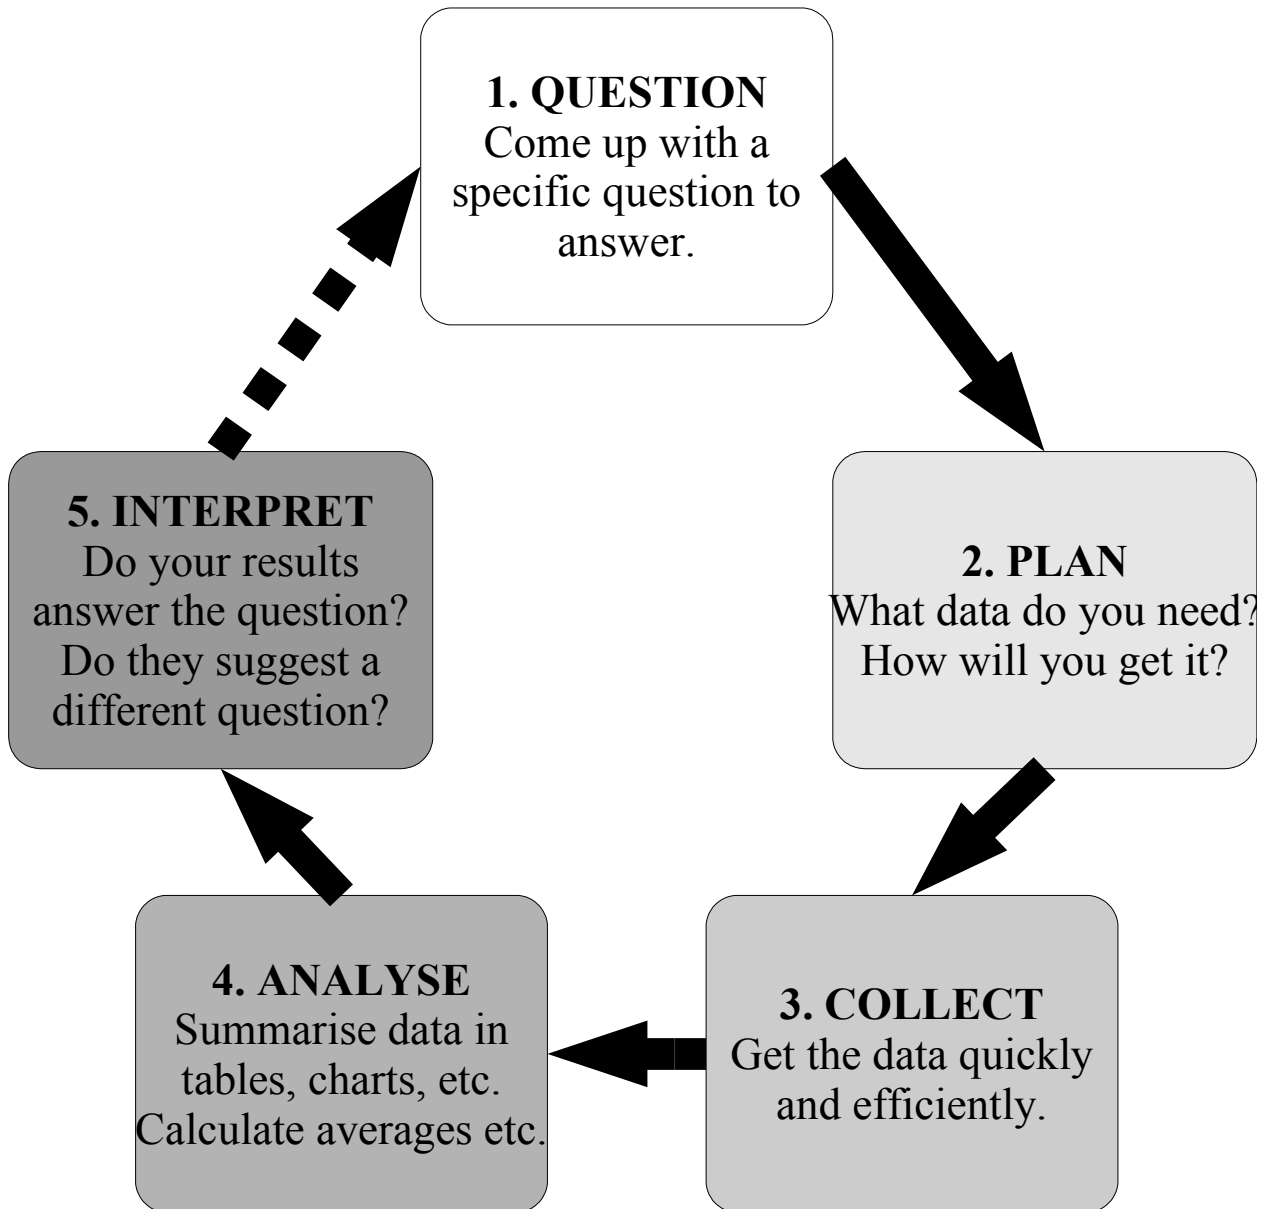 1. QUESTION
Come up with a
specific question to
answer.
2. PLAN
What data do you need?
How will you get it?
3. COLLECT
Get the data quickly
and efficiently.
4. ANALYSE
Summarise data in
tables, charts, etc.
Calculate averages etc.
5. INTERPRET
Do your results
answer the question?
Do they suggest a
different question?